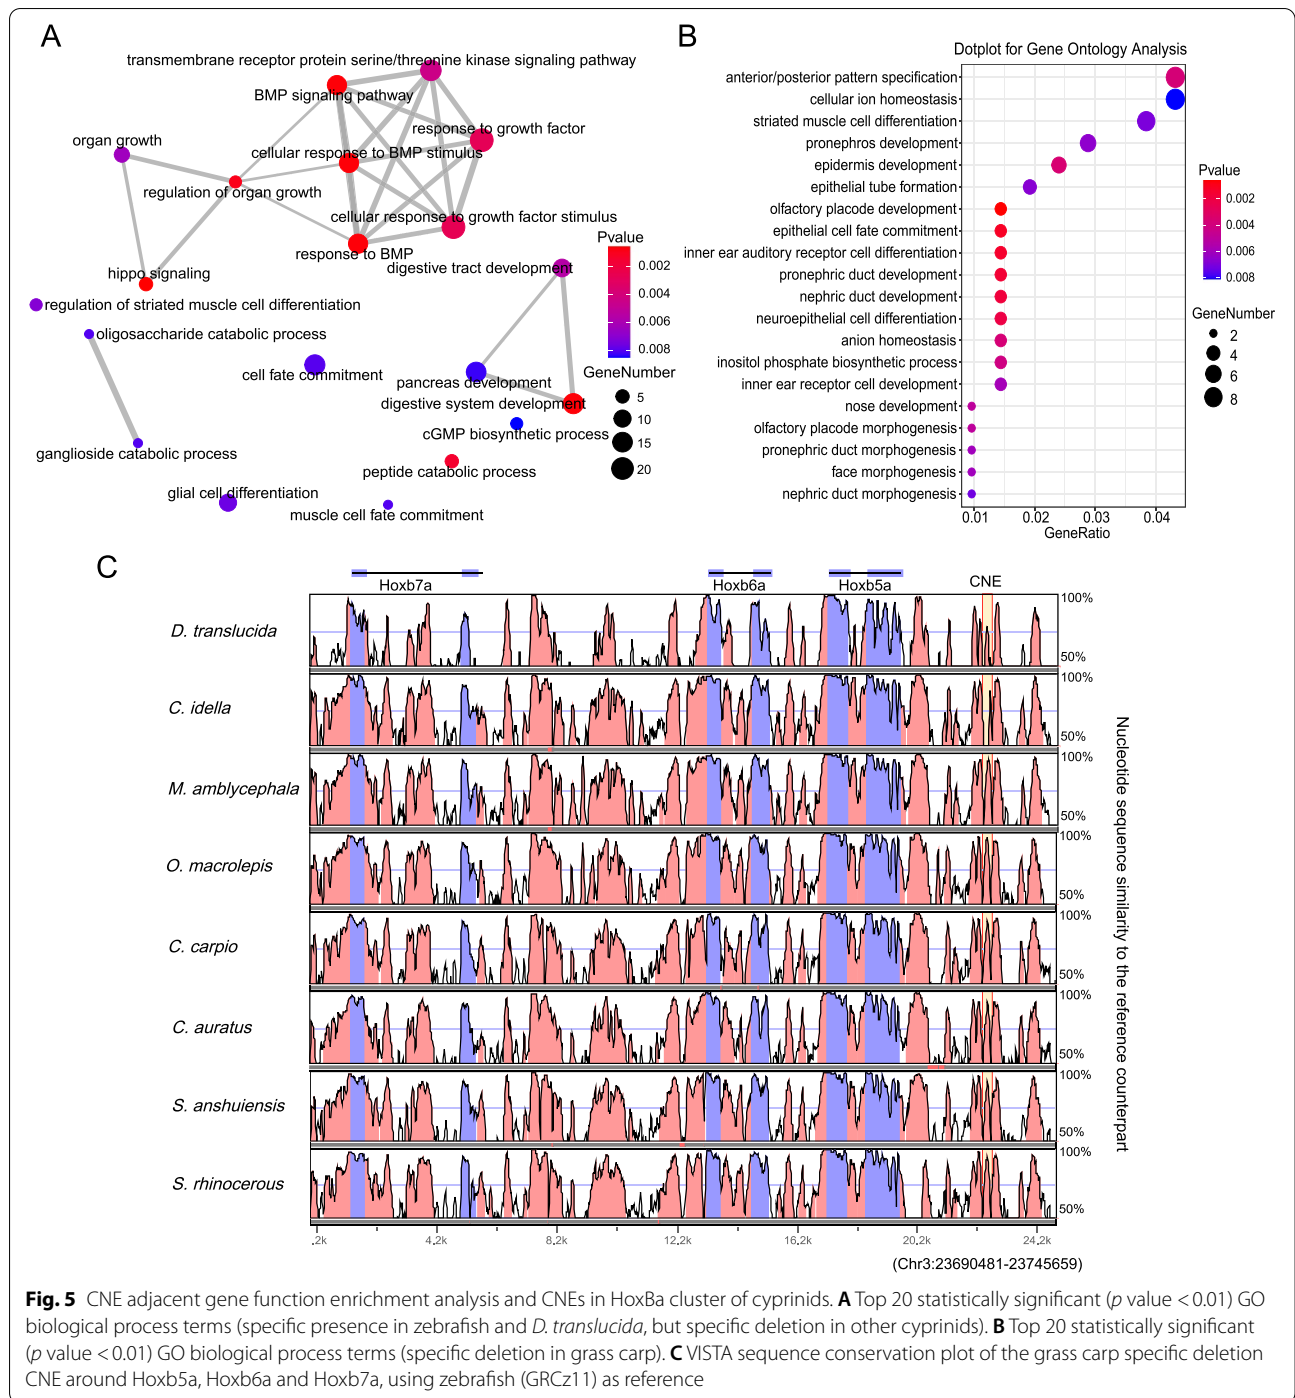 A
transmembrane receptor protein serine/threonine kinase signaling pathway
BMP signaling pathway
response to growth factor
organ growth
cellular response to BMP stimulus
regulation of organ growth
cellular response to growth factor stimulus
response to BMP
hippo signaling
digestive tract development
regulation of striated muscle cell differentiation
oligosaccharide catabolic process
cell fate commitment
pancreas development
digestive system development
cGMP biosynthetic process
ganglioside catabolic process
peptide catabolic process
glial cell differentiation
muscle cell fate commitment
Pvalue
0.002
0.004
0.006
0.008
GeneNumber
5
10
15
20
B
Dotplot for Gene Ontology Analysis
anterior/posterior pattern specification
cellular ion homeostasis
striated muscle cell differentiation
pronephros development
epidermis development
epithelial tube formation
olfactory placode development
epithelial cell fate commitment
inner ear auditory receptor cell differentiation
pronephric duct development
nephric duct development
neuroepithelial cell differentiation
anion homeostasis
inositol phosphate biosynthetic process
inner ear receptor cell development
nose development
olfactory placode morphogenesis
pronephric duct morphogenesis
face morphogenesis
nephric duct morphogenesis
0.01 0.02 0.03 0.04
GeneRatio
Pvalue
0.002
0.004
0.006
0.008
GeneNumber
2
4
6
8
C
Hoxb7a Hoxb6a Hoxb5a CNE
D. translucida
100%
50%
C. idella
100%
50%
M. amblycephala
100%
50%
O. macrolepis
100%
50%
C. carpio
100%
50%
C. auratus
100%
50%
S. anshuiensis
100%
50%
S. rhinocerous
100%
50%
Nucleotide sequence similarity to the reference counterpart
.2k 4.2k 8.2k 12.2k 16.2k 20.2k 24.2k
(Chr3:23690481-23745659)
Fig. 5 CNE adjacent gene function enrichment analysis and CNEs in HoxBa cluster of cyprinids. A Top 20 statistically significant (p value < 0.01) GO
biological process terms (specific presence in zebrafish and D. translucida, but specific deletion in other cyprinids). B Top 20 statistically significant
(p value < 0.01) GO biological process terms (specific deletion in grass carp). C VISTA sequence conservation plot of the grass carp specific deletion
CNE around Hoxb5a, Hoxb6a and Hoxb7a, using zebrafish (GRCz11) as reference